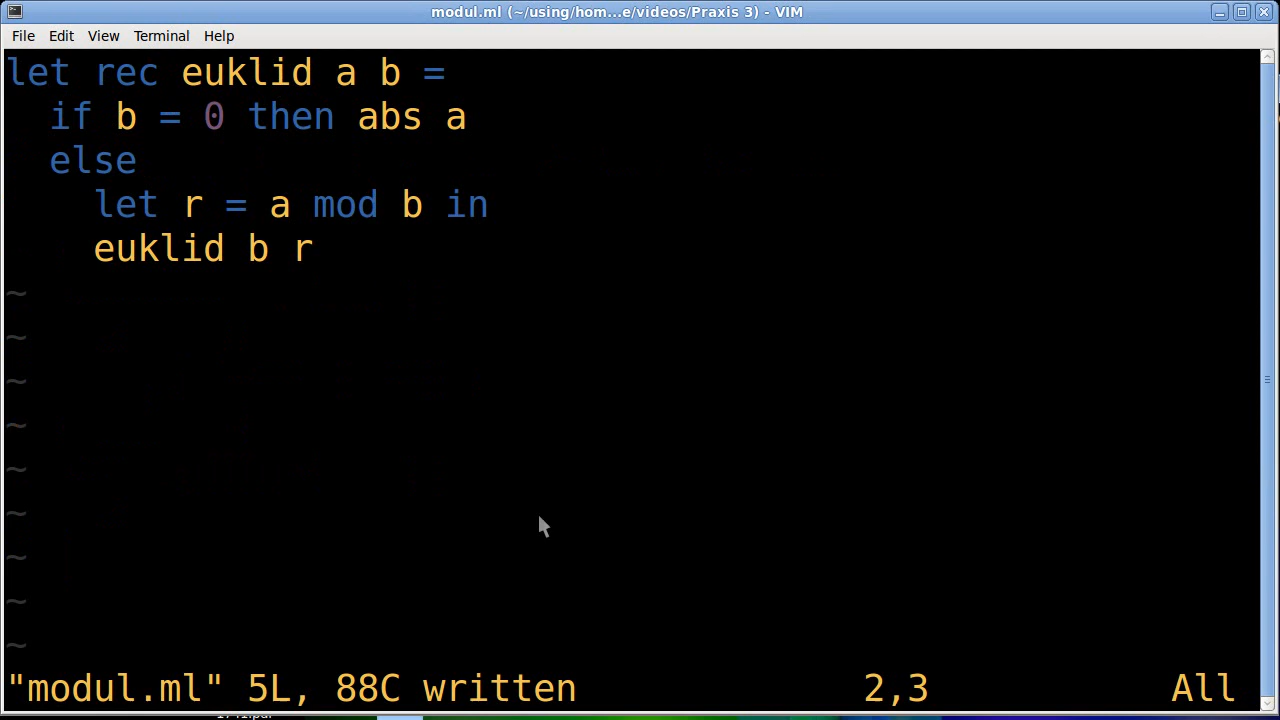 modul.ml (~/using/hom...e/videos/Praxis 3) - VIM
File Edit View Terminal Help
let rec euklid a b =
  if b = 0 then abs a
  else
    let r = a mod b in
    euklid b r
~
~
~
~
~
~
~
~
~
"modul.ml" 5L, 88C written 2,3 All